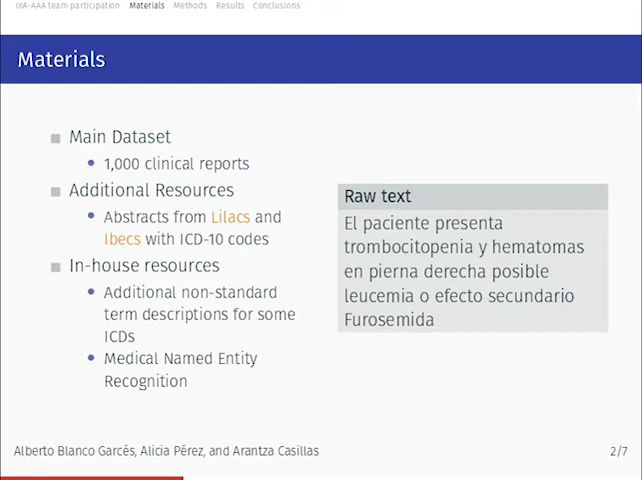 IXA-AAA team participation Materials Methods Results Conclusions
Materials
Main Dataset
1,000 clinical reports
Additional Resources
Abstracts from Lilacs and
Ibecs with ICD-10 codes
In-house resources
Additional non-standard
term descriptions for some
ICDs
Medical Named Entity
Recognition
Raw text
El paciente presenta
trombocitopenia y hematomas
en pierna derecha posible
leucemia o efecto secundario
Furosemida
Alberto Blanco Garcés, Alicia Pérez, and Arantza Casillas
2/7